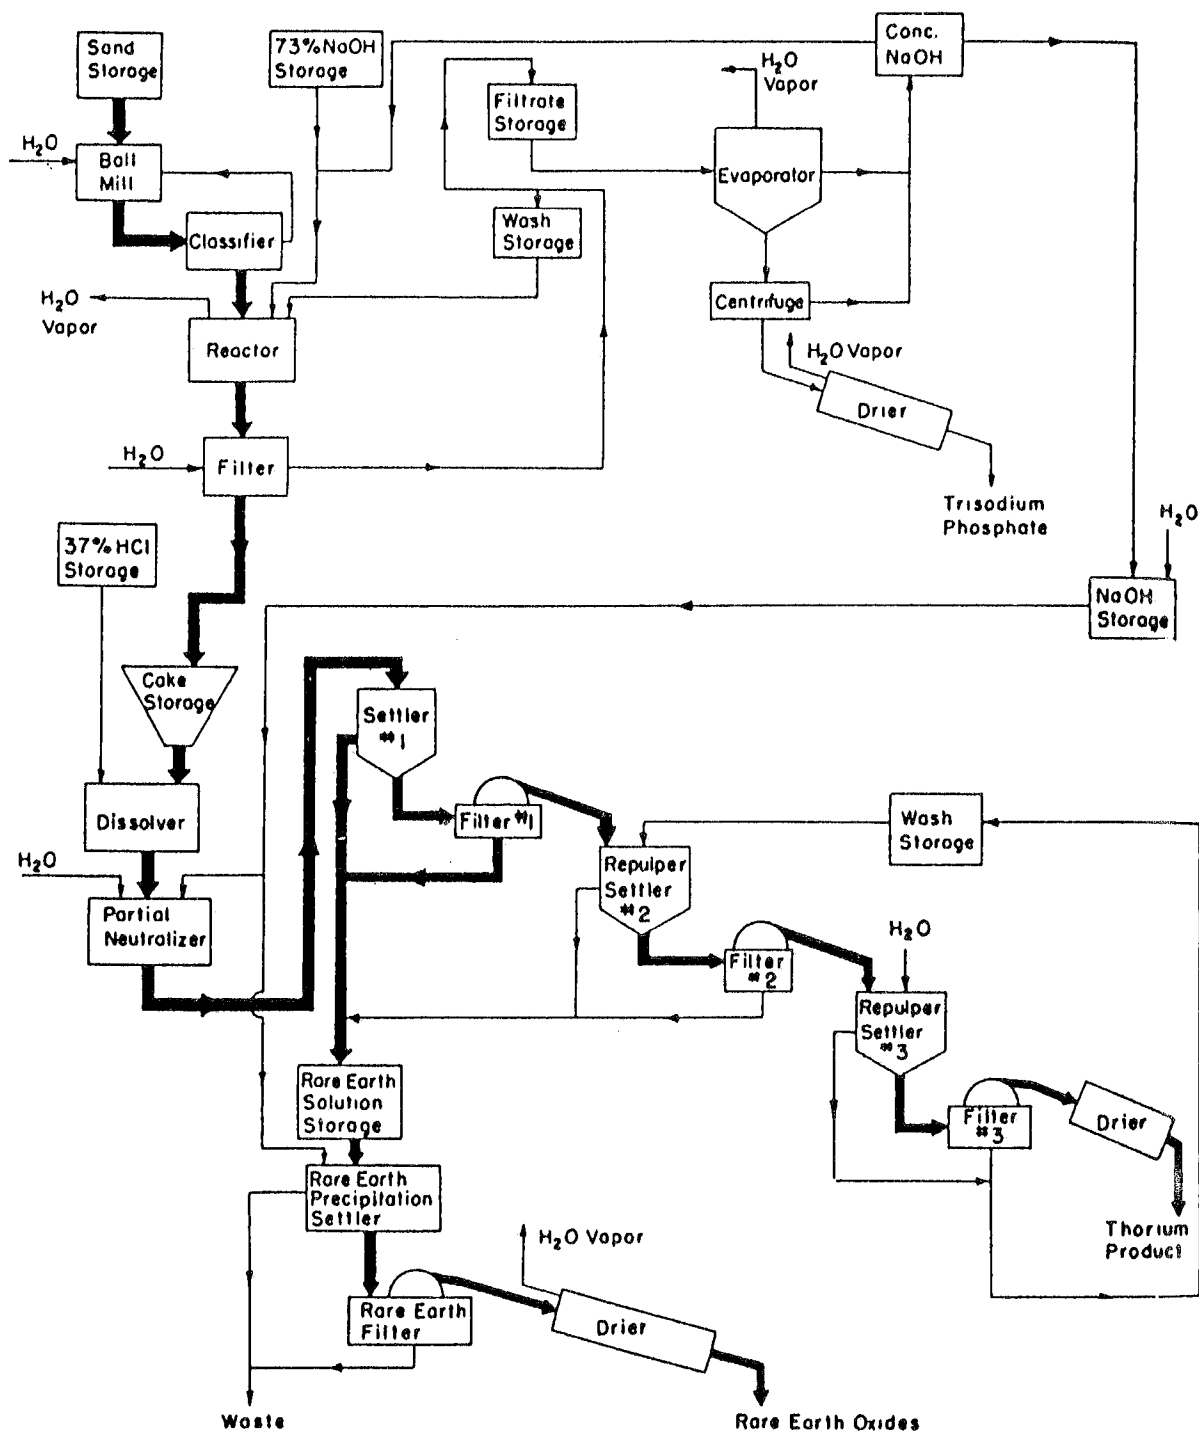 Sand
Storage
73% NaOH
Storage
Conc.
NaOH
H₂O
Vapor
Filtrate
Storage
H₂O
Ball
Mill
Evaporator
Wash
Storage
Classifier
H₂O
Vapor
Centrifuge
Reactor
H₂O Vapor
Drier
H₂O
Filter
Trisodium
Phosphate
H₂O
37% HCl
Storage
NaOH
Storage
Cake
Storage
Settler
#1
Dissolver
Filter #1
Wash
Storage
H₂O
Repulper
Settler
#2
Partial
Neutralizer
H₂O
Filter
#2
Repulper
Settler
#3
Rare Earth
Solution
Storage
Filter
#3
Drier
Rare Earth
Precipitation
Settler
Thorium
Product
H₂O Vapor
Rare Earth
Filter
Drier
Waste
Rare Earth Oxides